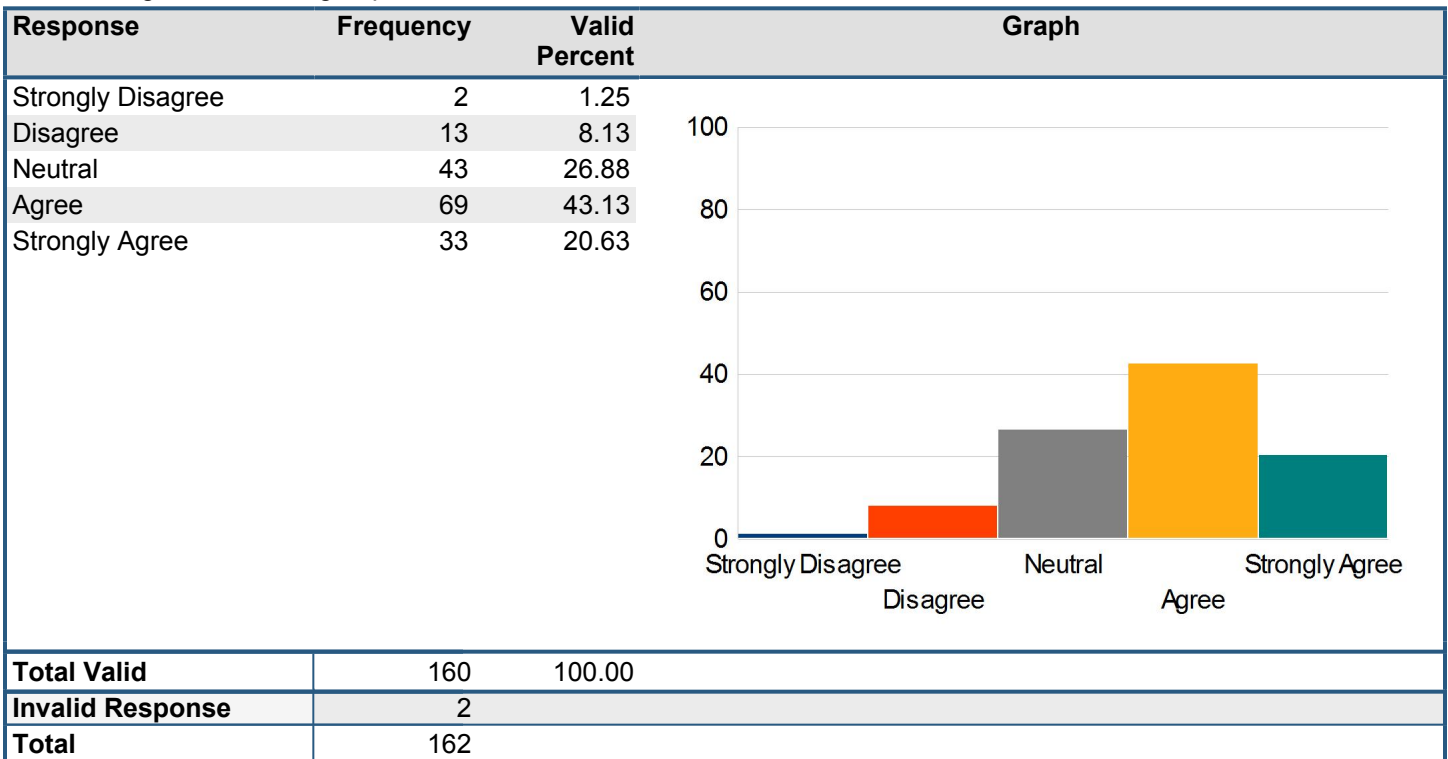 Response Frequency Valid Percent Graph
Strongly Disagree 2 1.25
Disagree 13 8.13
Neutral 43 26.88
Agree 69 43.13
Strongly Agree 33 20.63
100
80
60
40
20
0
Strongly Disagree Neutral Strongly Agree
Disagree Agree
Total Valid 160 100.00
Invalid Response 2
Total 162